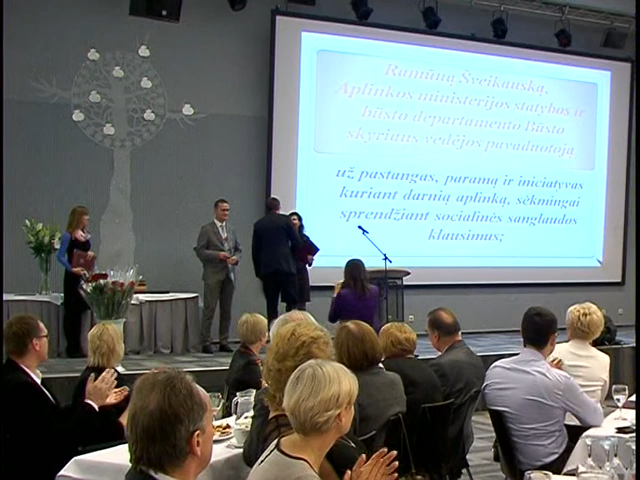 Ramūną Šveikauską,
Aplinkos ministerijos statybos ir
būsto departamento Būsto
skyriaus vedėjos pavaduotoją
už pastangas, paramą ir iniciatyvas
kuriant darnią aplinką, sėkmingai
sprendžiant socialinės sanglaudos
klausimus;